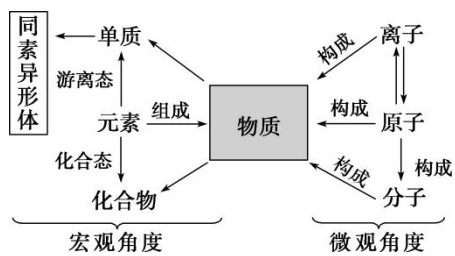 同素异形体
单质
游离态
元素
组成
化合态
化合物
宏观角度
物质
构成
离子
构成
原子
构成
构成
分子
微观角度